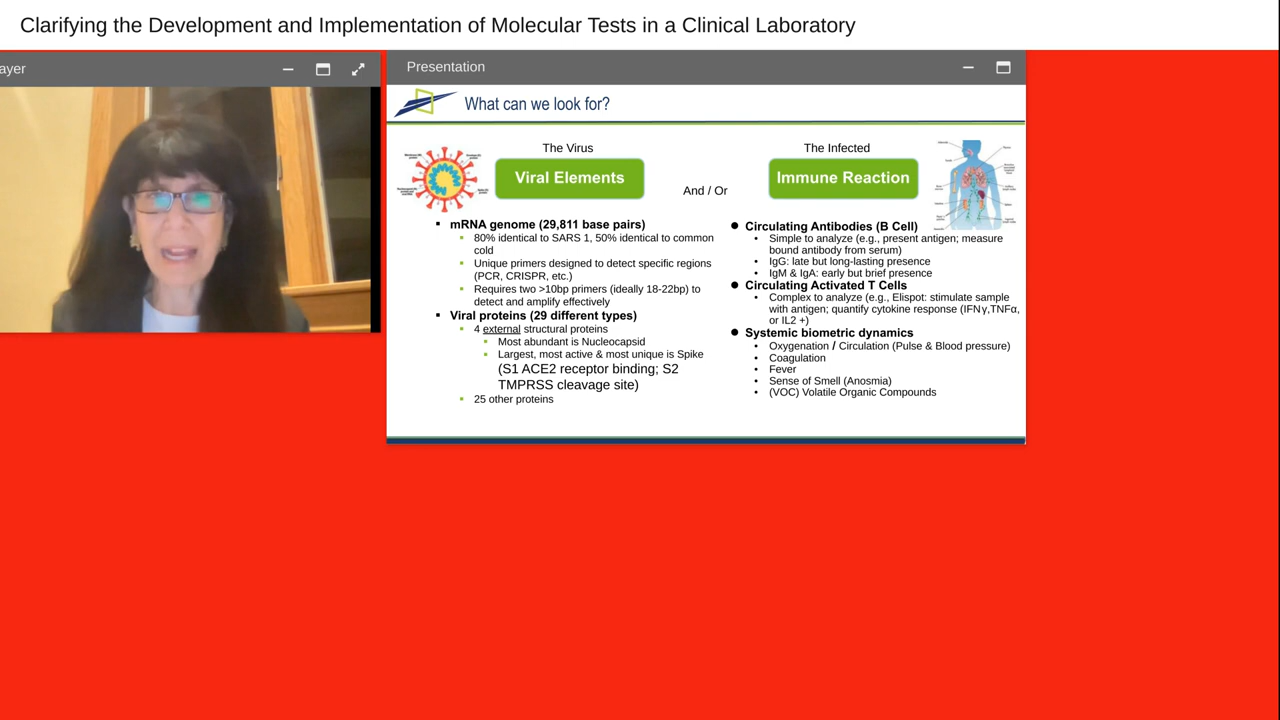 Clarifying the Development and Implementation of Molecular Tests in a Clinical Laboratory
ayer
Presentation
What can we look for?
The Virus
Viral Elements
And / Or
The Infected
Immune Reaction
mRNA genome (29,811 base pairs)
80% identical to SARS 1, 50% identical to common
cold
Unique primers designed to detect specific regions
(PCR, CRISPR, etc.)
Requires two >10bp primers (ideally 18-22bp) to
detect and amplify effectively
Viral proteins (29 different types)
4 external structural proteins
Most abundant is Nucleocapsid
Largest, most active & most unique is Spike
(S1 ACE2 receptor binding; S2
TMPRSS cleavage site)
25 other proteins
Circulating Antibodies (B Cell)
Simple to analyze (e.g., present antigen; measure
bound antibody from serum)
IgG: late but long-lasting presence
IgM & IgA: early but brief presence
Circulating Activated T Cells
Complex to analyze (e.g., Elispot: stimulate sample
with antigen; quantify cytokine response (IFNγ,TNFα,
or IL2 +)
Systemic biometric dynamics
Oxygenation / Circulation (Pulse & Blood pressure)
Coagulation
Fever
Sense of Smell (Anosmia)
(VOC) Volatile Organic Compounds